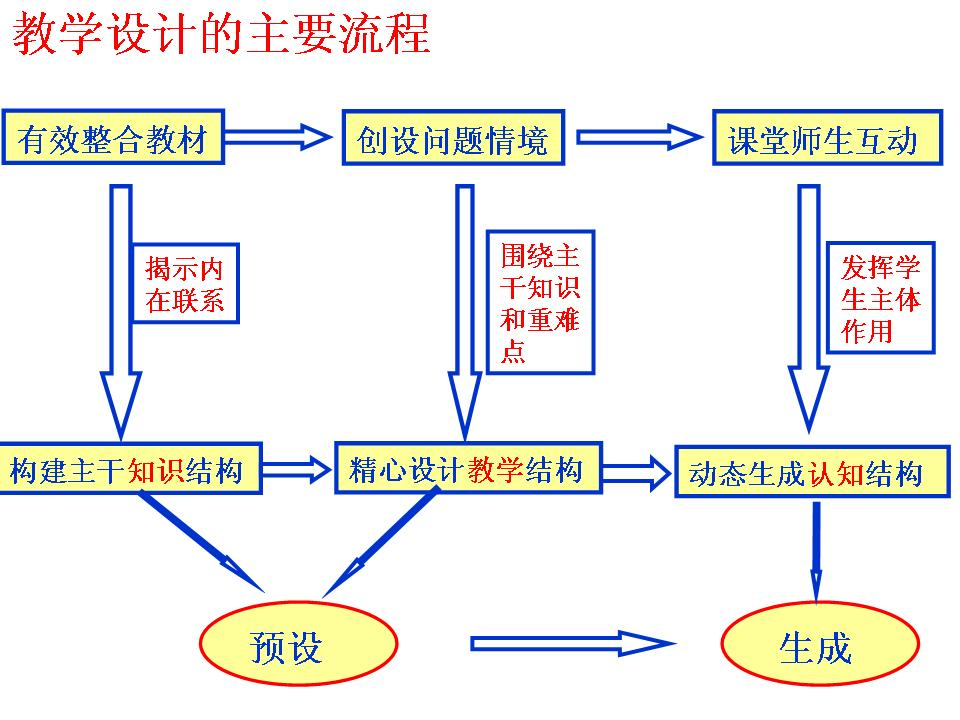 教学设计的主要流程
有效整合教材
创设问题情境
课堂师生互动
揭示内
在联系
围绕主
干知识
和重难
点
发挥学
生主体
作用
构建主干知识结构
精心设计教学结构
动态生成认知结构
预设
生成